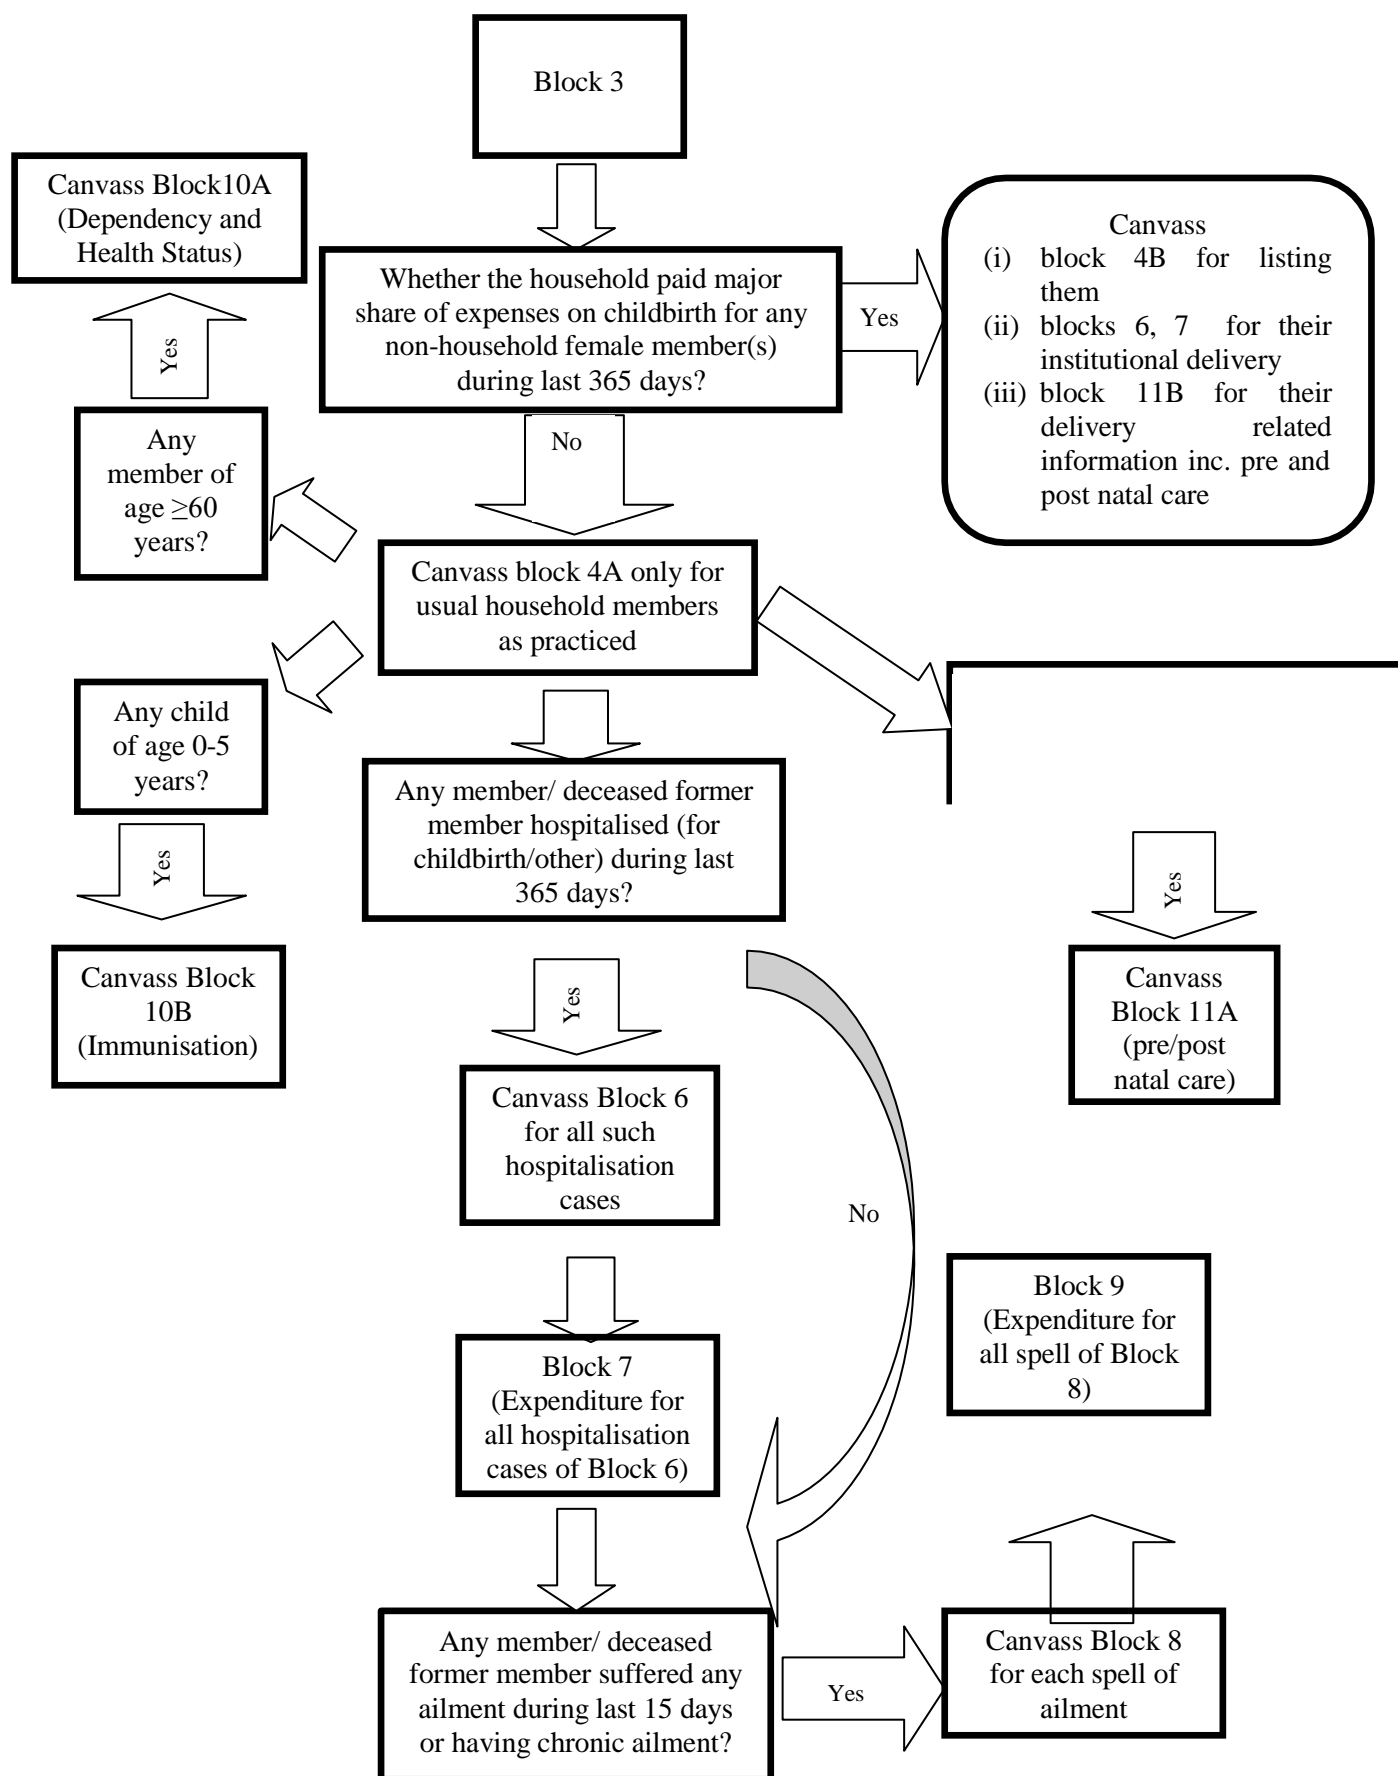 Block 3
Canvass Block10A
(Dependency and
Health Status)
Whether the household paid major
share of expenses on childbirth for any
non-household female member(s)
during last 365 days?
Yes
Canvass
(i) block 4B for listing
them
(ii) blocks 6, 7 for their
institutional delivery
(iii) block 11B for their
delivery related
information inc. pre and
post natal care
Yes
No
Any
member of
age ≥60
years?
Canvass block 4A only for
usual household members
as practiced
Any child
of age 0-5
years?
Any member/ deceased former
member hospitalised (for
childbirth/other) during last
365 days?
Yes
Yes
Canvass Block
10B
(Immunisation)
Yes
Canvass
Block 11A
(pre/post
natal care)
Canvass Block 6
for all such
hospitalisation
cases
No
Block 9
(Expenditure for
all spell of Block
8)
Block 7
(Expenditure for
all hospitalisation
cases of Block 6)
Any member/ deceased
former member suffered any
ailment during last 15 days
or having chronic ailment?
Yes
Canvass Block 8
for each spell of
ailment